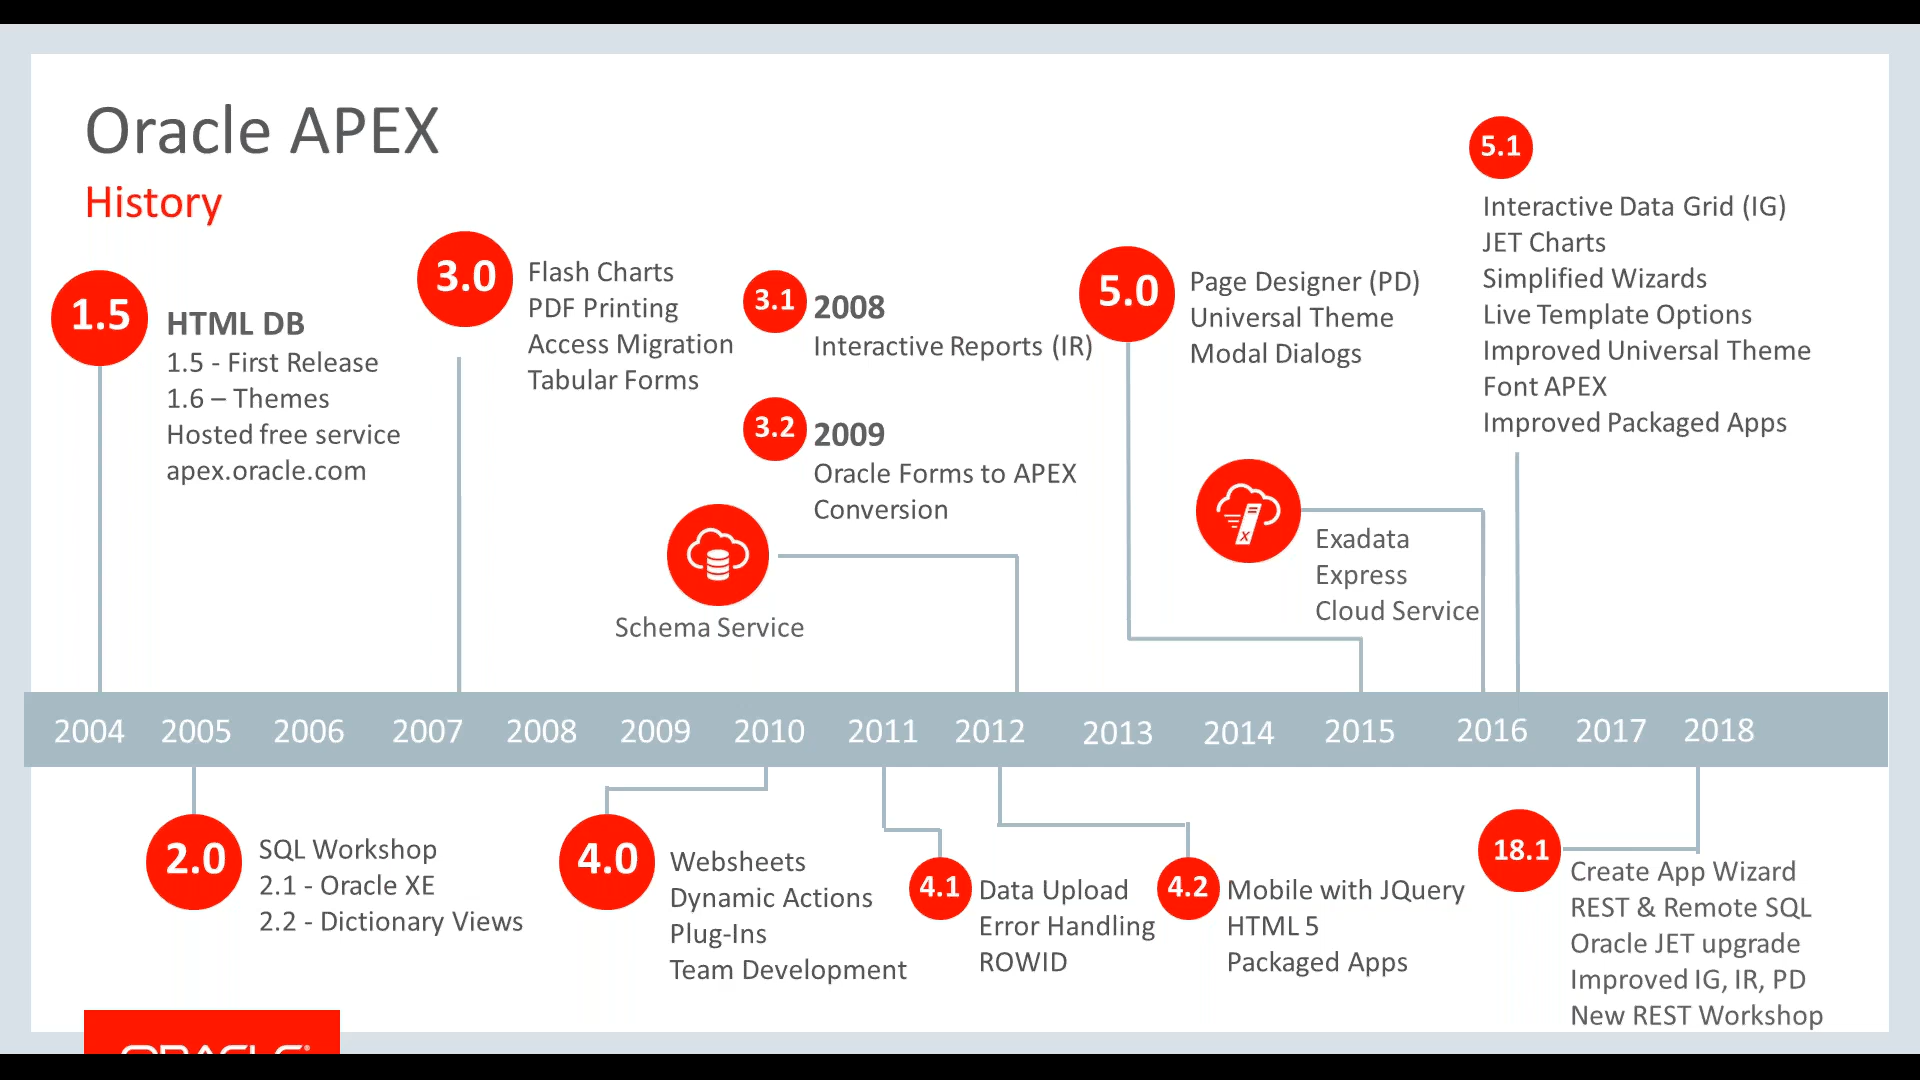 Oracle APEX
History
1.5
HTML DB
1.5 - First Release
1.6 – Themes
Hosted free service
apex.oracle.com
3.0
Flash Charts
PDF Printing
Access Migration
Tabular Forms
3.1
2008
Interactive Reports (IR)
3.2
2009
Oracle Forms to APEX
Conversion
Schema Service
5.0
Page Designer (PD)
Universal Theme
Modal Dialogs
5.1
Interactive Data Grid (IG)
JET Charts
Simplified Wizards
Live Template Options
Improved Universal Theme
Font APEX
Improved Packaged Apps
X
Exadata
Express
Cloud Service
2004 2005 2006 2007 2008 2009 2010 2011 2012 2013 2014 2015 2016 2017 2018
2.0
SQL Workshop
2.1 - Oracle XE
2.2 - Dictionary Views
4.0
Websheets
Dynamic Actions
Plug-Ins
Team Development
4.1
Data Upload
Error Handling
ROWID
4.2
Mobile with JQuery
HTML 5
Packaged Apps
18.1
Create App Wizard
REST & Remote SQL
Oracle JET upgrade
Improved IG, IR, PD
New REST Workshop
ORACLE®